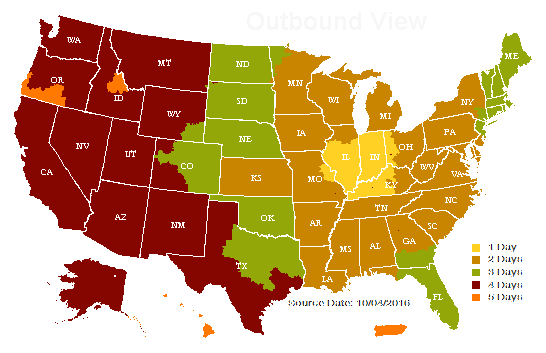 Outbound View
WA
ME
MT
ND
OR
MN
ID
WI
SD
NY
WY
MI
IA
PA
NE
OH
NV
IL
IN
UT
CO
WV
VA
CA
KS
MO
KY
NC
TN
OK
AZ
NM
AR
SC
MS
AL
GA
1 Day
2 Days
TX
LA
3 Days
4 Days
FL
5 Days
Source Date: 10/04/2016